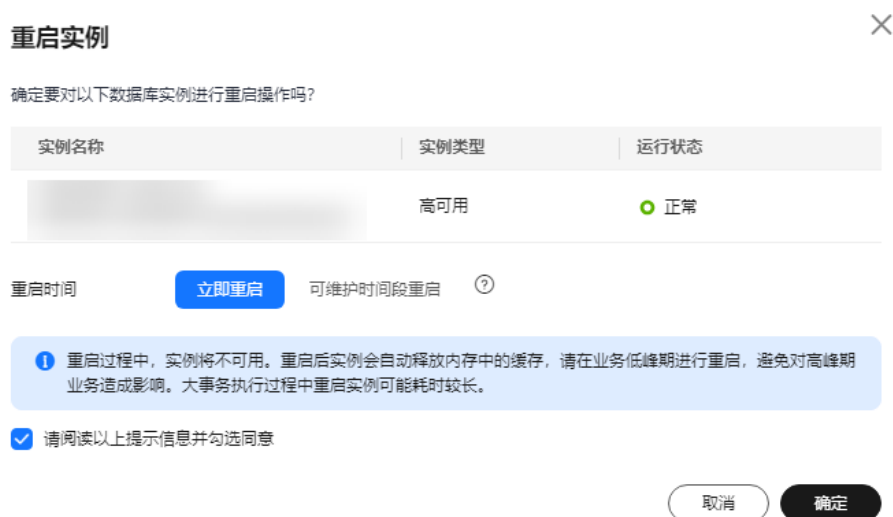 重启实例
确定要对以下数据库实例进行重启操作吗?
实例名称 实例类型 运行状态
高可用 正常
重启时间 立即重启 可维护时间段重启 ?
重启过程中，实例将不可用。重启后实例会自动释放内存中的缓存，请在业务低峰期进行重启，避免对高峰期
业务造成影响。大事务执行过程中重启实例可能耗时较长。
请阅读以上提示信息并勾选同意
取消 确定